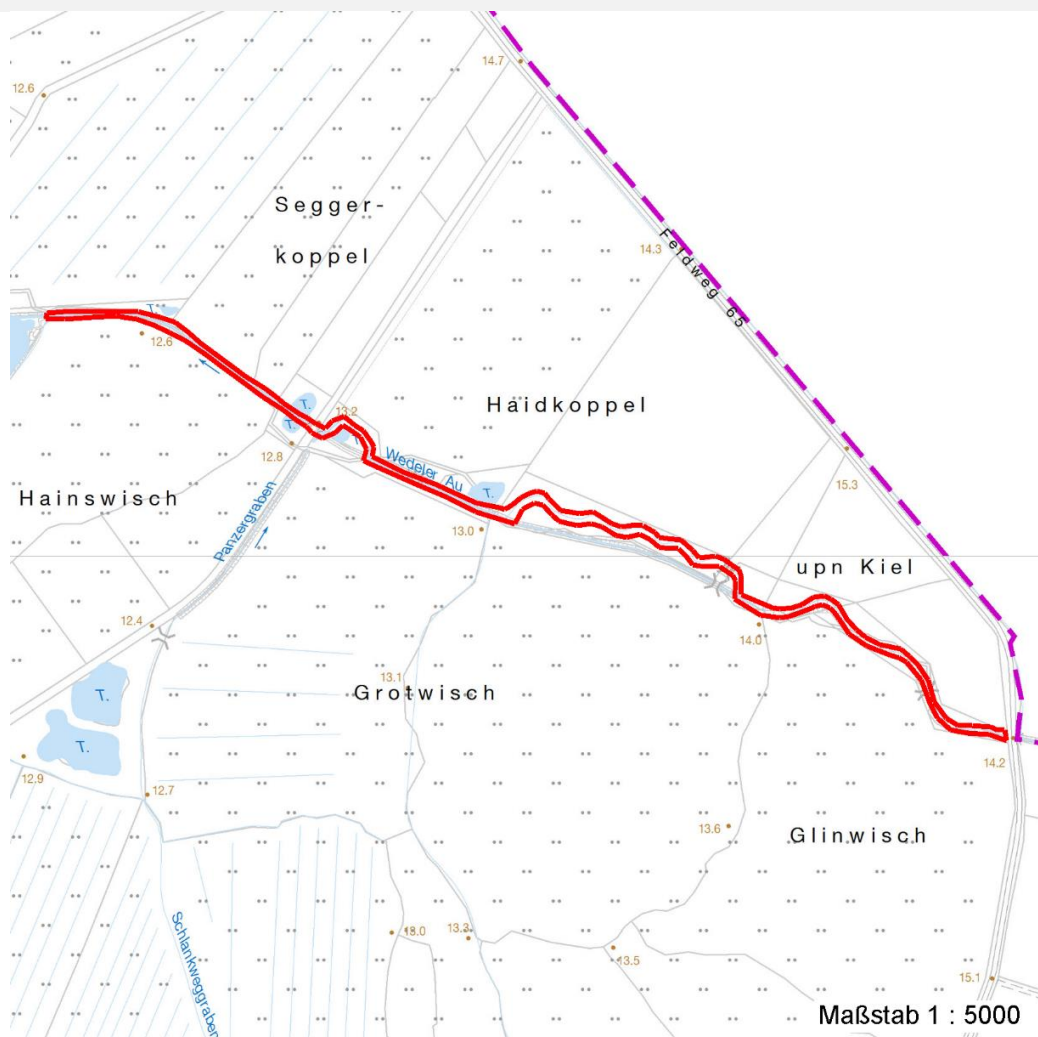 14.7
12.6
Segger-
koppel
14.3
Feldweg 65
T.
12.6
T.
13.2
Haidkoppel
T.
T.
12.8
Wedeler Au
15.3
T.
Hainswisch
Panzergraben
13.0
upn Kiel
12.4
14.0
13.1
Grotwisch
T.
T.
14.2
12.9
12.7
13.6
Glinwisch
Schlankweggraben
13.0
13.3
13.5
15.1
Maßstab 1 : 5000